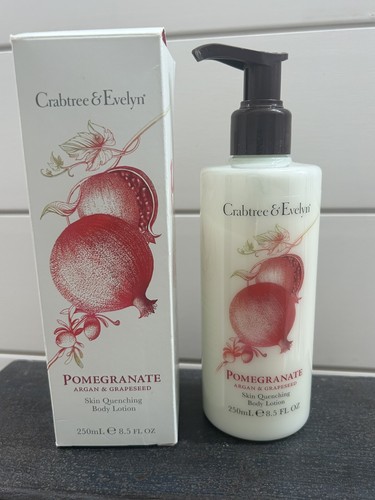 Crabtree & Evelyn®
POMEGRANATE
ARGAN & GRAPESEED
Skin Quenching
Body Lotion
250mL ℮ 8.5 FL OZ
Crabtree & Evelyn®
POMEGRANATE
ARGAN & GRAPESEED
Skin Quenching
Body Lotion
250mL ℮ 8.5 FL OZ